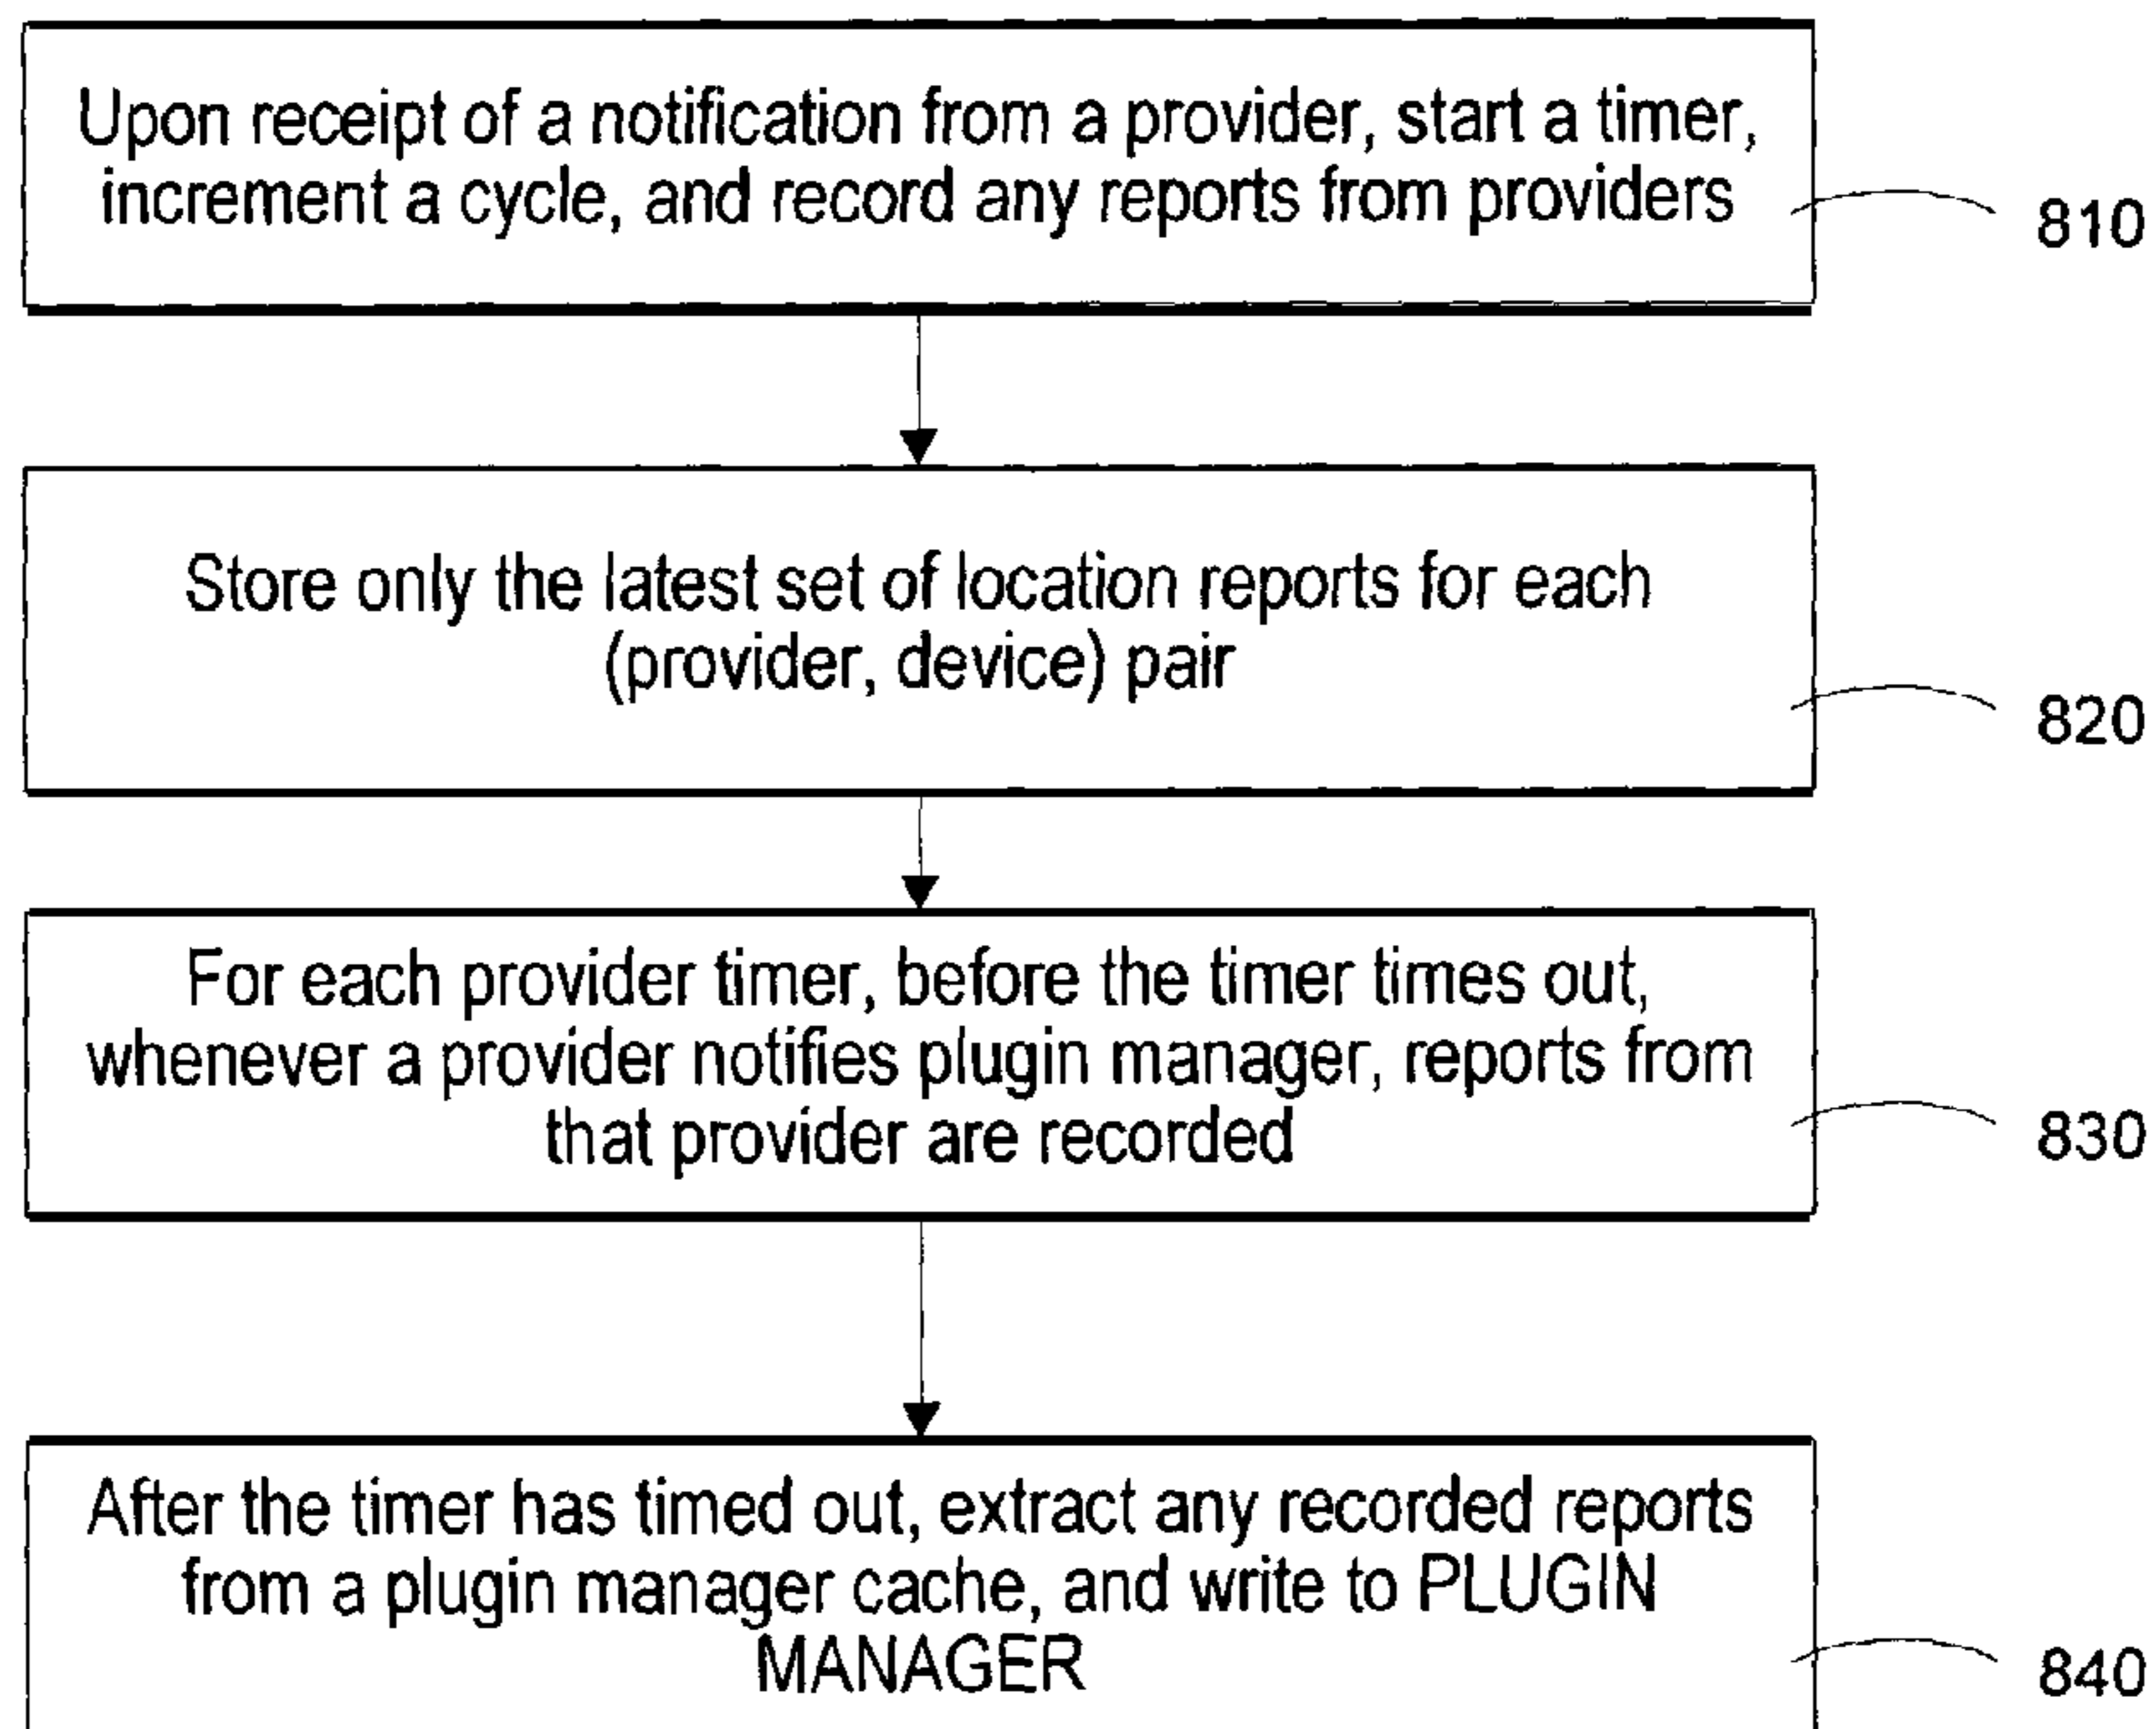 Upon receipt of a notification from a provider, start a timer,
increment a cycle, and record any reports from providers
810
Store only the latest set of location reports for each
(provider, device) pair
820
For each provider timer, before the timer times out,
whenever a provider notifies plugin manager, reports from
that provider are recorded
830
After the timer has timed out, extract any recorded reports
from a plugin manager cache, and write to PLUGIN
MANAGER
840